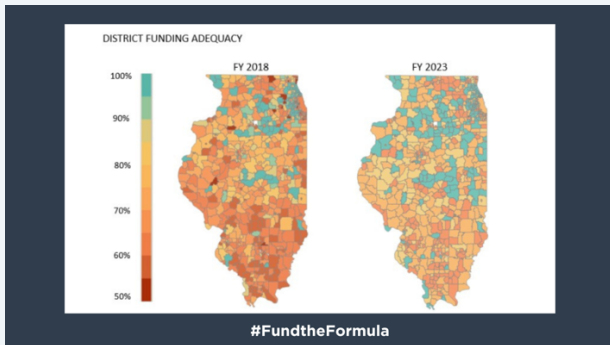 DISTRICT FUNDING ADEQUACY
FY 2018
FY 2023
100%
90%
80%
70%
60%
50%
#FundtheFormula